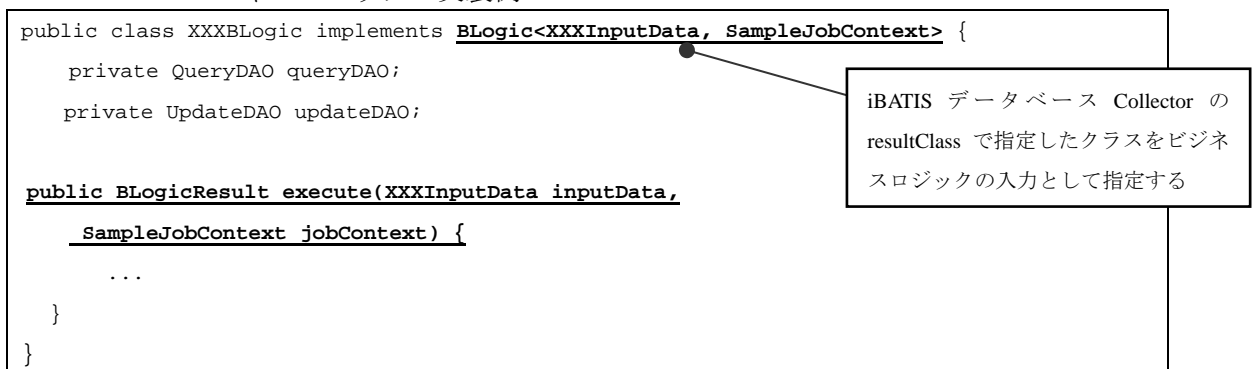 public class XXXBLogic implements BLogic<XXXInputData, SampleJobContext> {
private QueryDAO queryDAO;
private UpdateDAO updateDAO;
public BLogicResult execute(XXXInputData inputData,
SampleJobContext jobContext) {
...
}
}
iBATIS データベース Collector の
resultClass で指定したクラスをビジネ
スロジックの入力として指定する